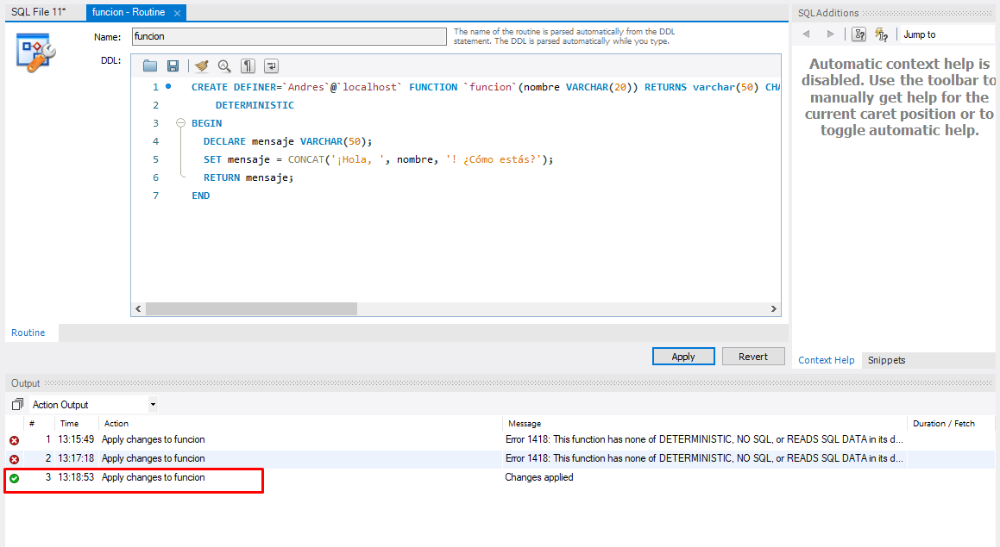 SQL File 11*
funcion - Routine
SQLAdditions
Name:
funcion
The name of the routine is parsed automatically from the DDL
statement. The DDL is parsed automatically while you type.
Jump to
DDL:
Automatic context help is
disabled. Use the toolbar to
manually get help for the
current caret position or to
toggle automatic help.
1 CREATE DEFINER=`Andres`@`localhost` FUNCTION `funcion`(nombre VARCHAR(20)) RETURNS varchar(50) CHA
2 DETERMINISTIC
3 BEGIN
4 DECLARE mensaje VARCHAR(50);
5 SET mensaje = CONCAT('¡Hola, ', nombre, '! ¿Cómo estás?');
6 RETURN mensaje;
7 END
Routine
Apply
Revert
Context Help
Snippets
Output
Action Output
# Time Action Message Duration / Fetch
1 13:15:49 Apply changes to funcion Error 1418: This function has none of DETERMINISTIC, NO SQL, or READS SQL DATA in its d...
2 13:17:18 Apply changes to funcion Error 1418: This function has none of DETERMINISTIC, NO SQL, or READS SQL DATA in its d...
3 13:18:53 Apply changes to funcion Changes applied